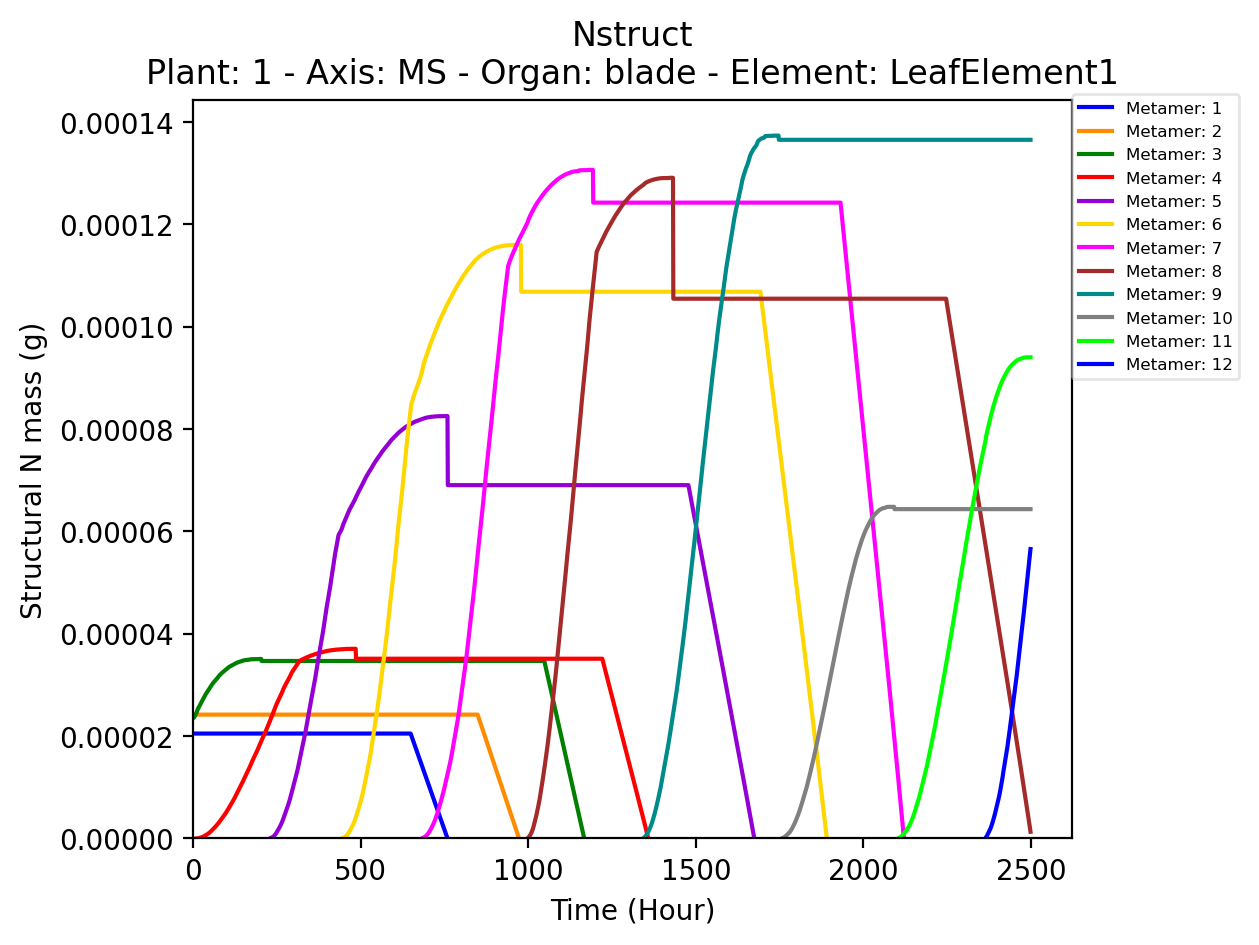 Nstruct
Plant: 1 - Axis: MS - Organ: blade - Element: LeafElement1
Structural N mass (g)
0.00014
0.00012
0.00010
0.00008
0.00006
0.00004
0.00002
0.00000
0 500 1000 1500 2000 2500
Time (Hour)
Metamer: 1
Metamer: 2
Metamer: 3
Metamer: 4
Metamer: 5
Metamer: 6
Metamer: 7
Metamer: 8
Metamer: 9
Metamer: 10
Metamer: 11
Metamer: 12